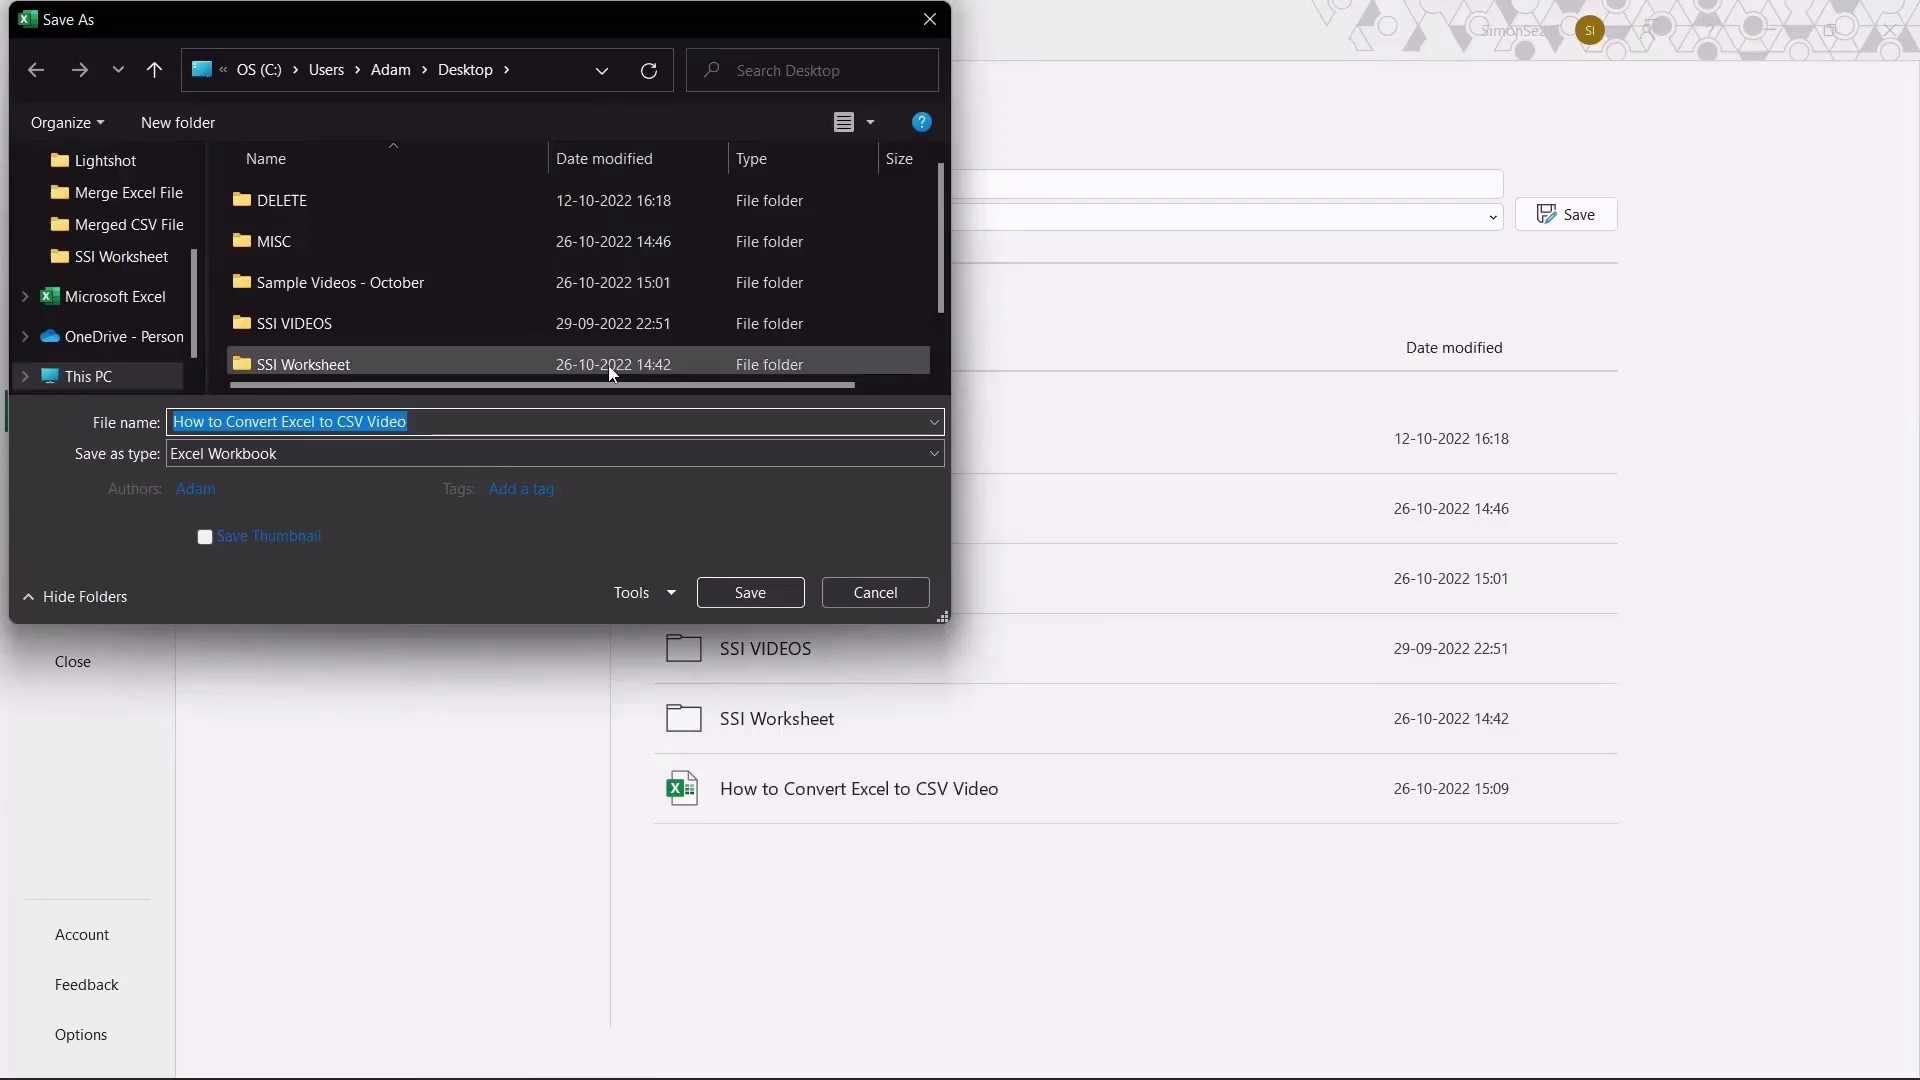 Save As
OS (C:) Users Adam Desktop
Search Desktop
Organize New folder
Lightshot
Merge Excel File
Merged CSV File
SSI Worksheet
Microsoft Excel
OneDrive - Person
This PC
Name Date modified Type Size
DELETE 12-10-2022 16:18 File folder
MISC 26-10-2022 14:46 File folder
Sample Videos - October 26-10-2022 15:01 File folder
SSI VIDEOS 29-09-2022 22:51 File folder
SSI Worksheet 26-10-2022 14:42 File folder
File name: How to Convert Excel to CSV Video
Save as type: Excel Workbook
Authors: Adam Tags: Add a tag
Save Thumbnail
Hide Folders Tools Save Cancel
SI
Save
Date modified
12-10-2022 16:18
26-10-2022 14:46
26-10-2022 15:01
SSI VIDEOS 29-09-2022 22:51
SSI Worksheet 26-10-2022 14:42
How to Convert Excel to CSV Video 26-10-2022 15:09
Close
Account
Feedback
Options